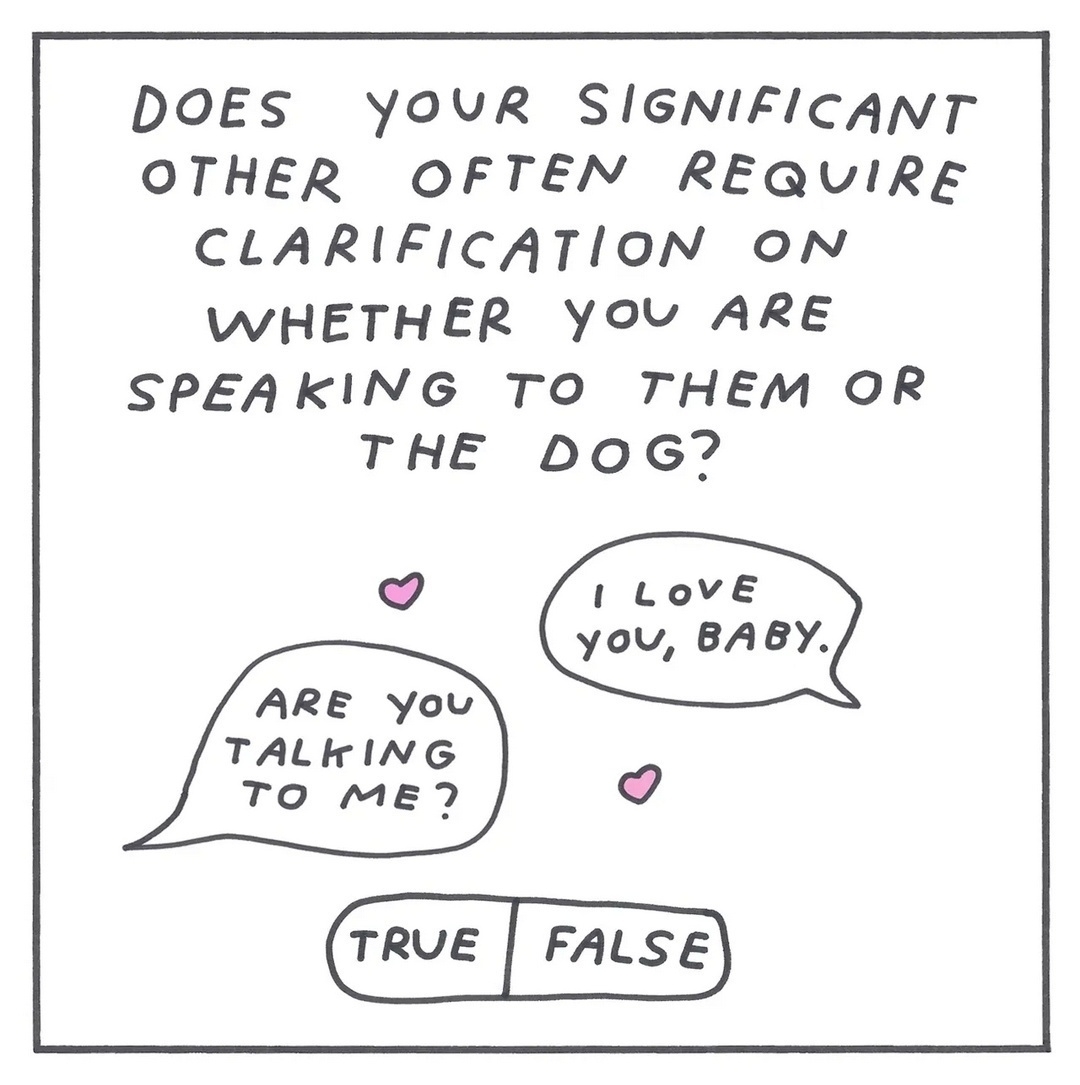 DOES YOUR SIGNIFICANT
OTHER OFTEN REQUIRE
CLARIFICATION ON
WHETHER YOU ARE
SPEAKING TO THEM OR
THE DOG?
I LOVE
YOU, BABY.
ARE YOU
TALKING
TO ME?
TRUE FALSE